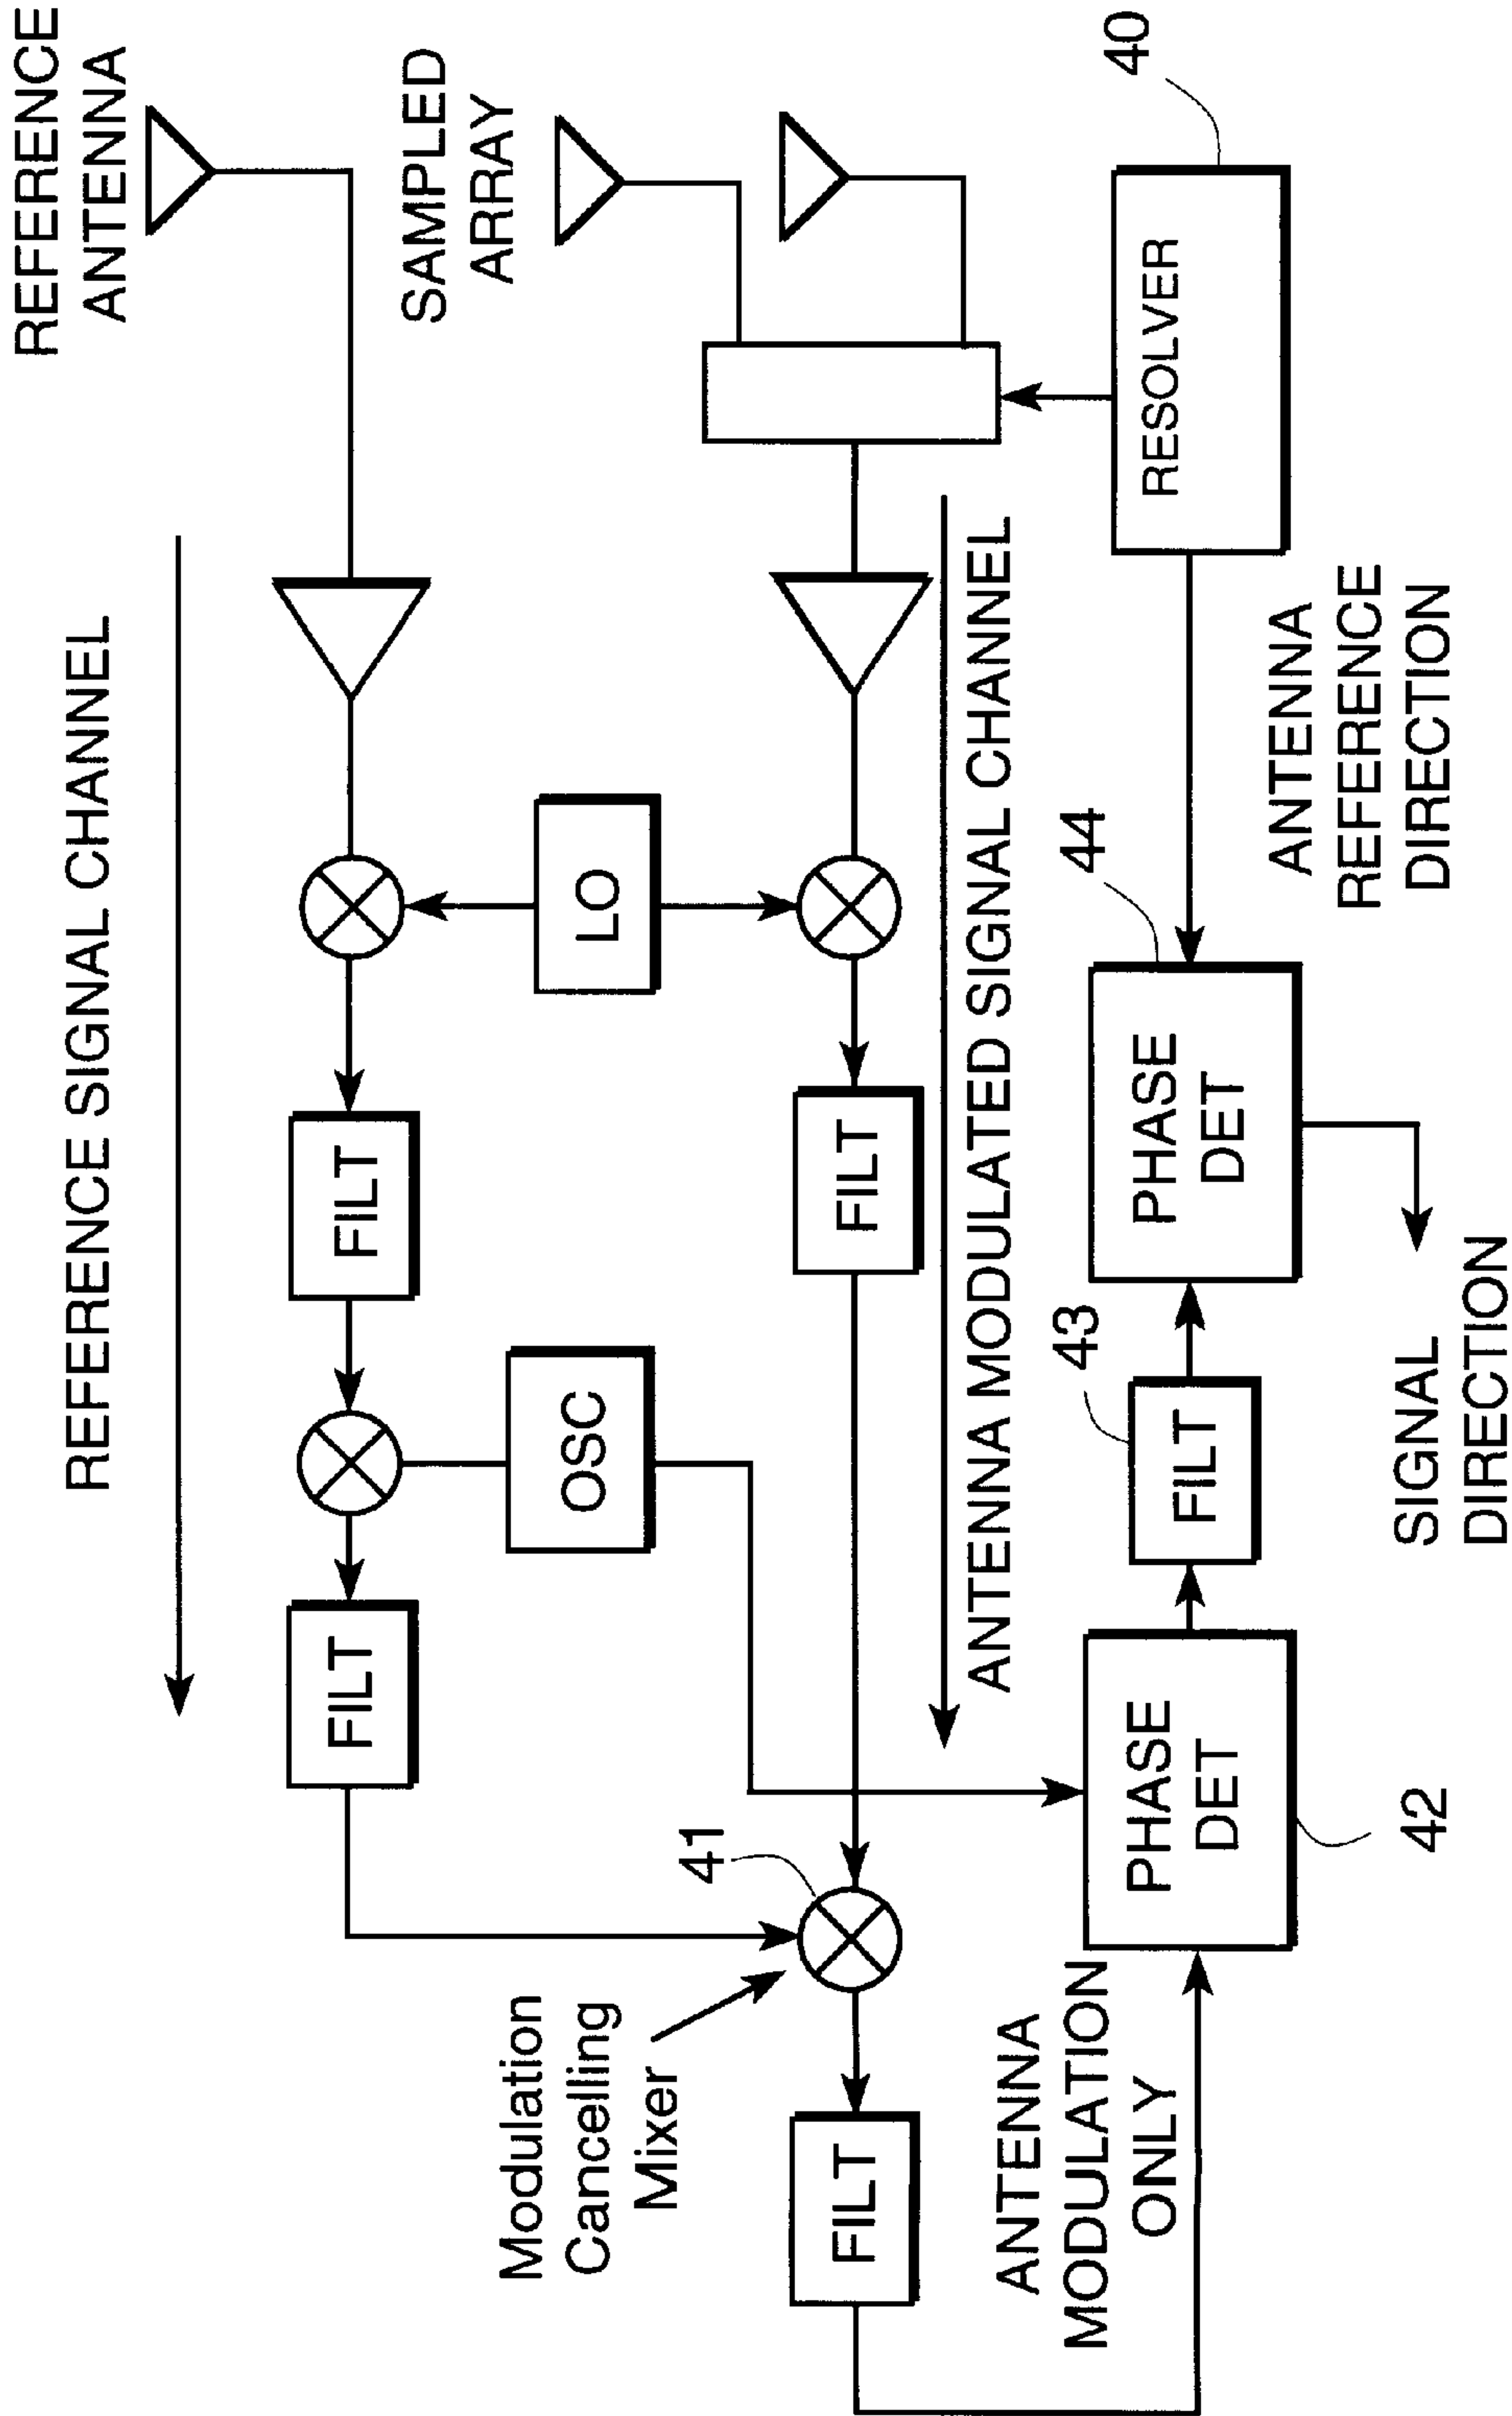 REFERENCE
ANTENNA
REFERENCE SIGNAL CHANNEL
SAMPLED
ARRAY
FILT
FILT
LO
OSC
Modulation
Cancelling
Mixer
41
FILT
FILT
ANTENNA MODULATED SIGNAL CHANNEL
ANTENNA
MODULATION
ONLY
40
RESOLVER
44
PHASE
DET
43
FILT
PHASE
DET
42
ANTENNA
REFERENCE
DIRECTION
SIGNAL
DIRECTION